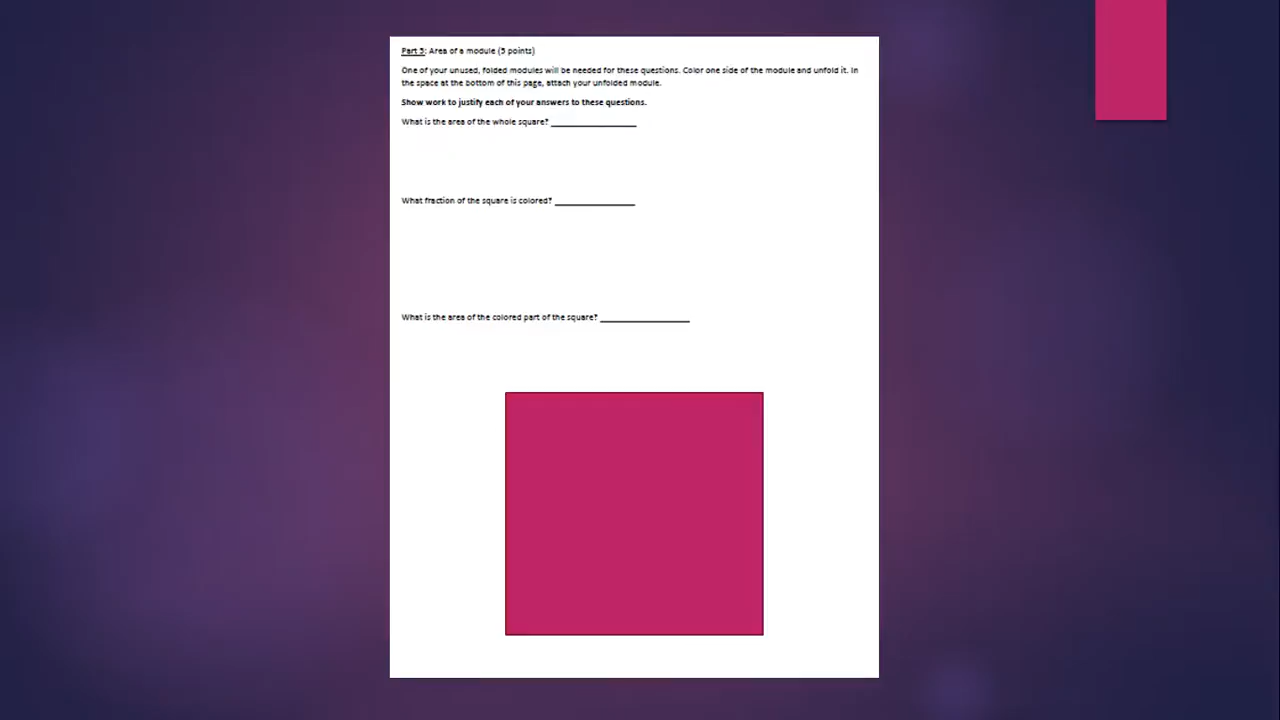 Part 5: Area of a module (5 points)
One of your unused, folded modules will be needed for these questions. Color one side of the module and unfold it. In
the space at the bottom of this page, attach your unfolded module.
Show work to justify each of your answers to these questions.
What is the area of the whole square? _________________
What fraction of the square is colored? ________________
What is the area of the colored part of the square? __________________